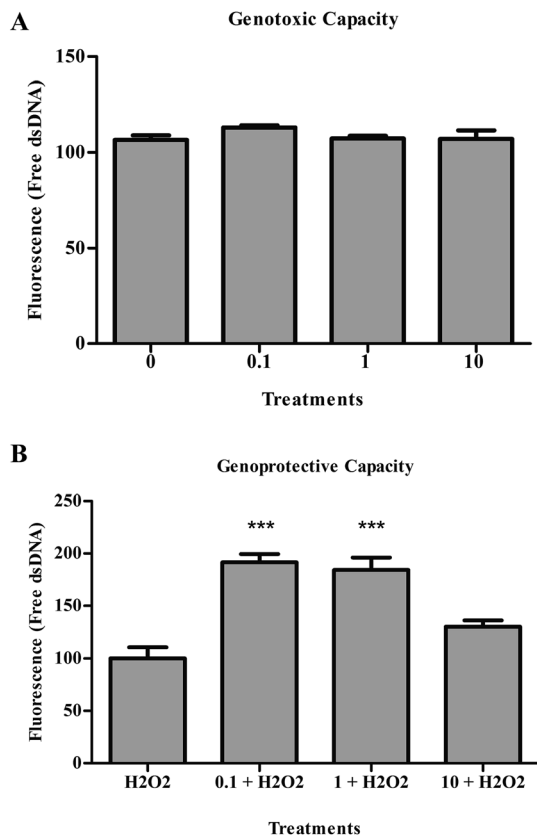 A
Genotoxic Capacity
Fluorescence (Free dsDNA)
150
100
50
0
0 0.1 1 10
Treatments
B
Genoprotective Capacity
Fluorescence (Free dsDNA)
250
200
150
100
50
0
*** ***
H2O2 0.1 + H2O2 1 + H2O2 10 + H2O2
Treatments